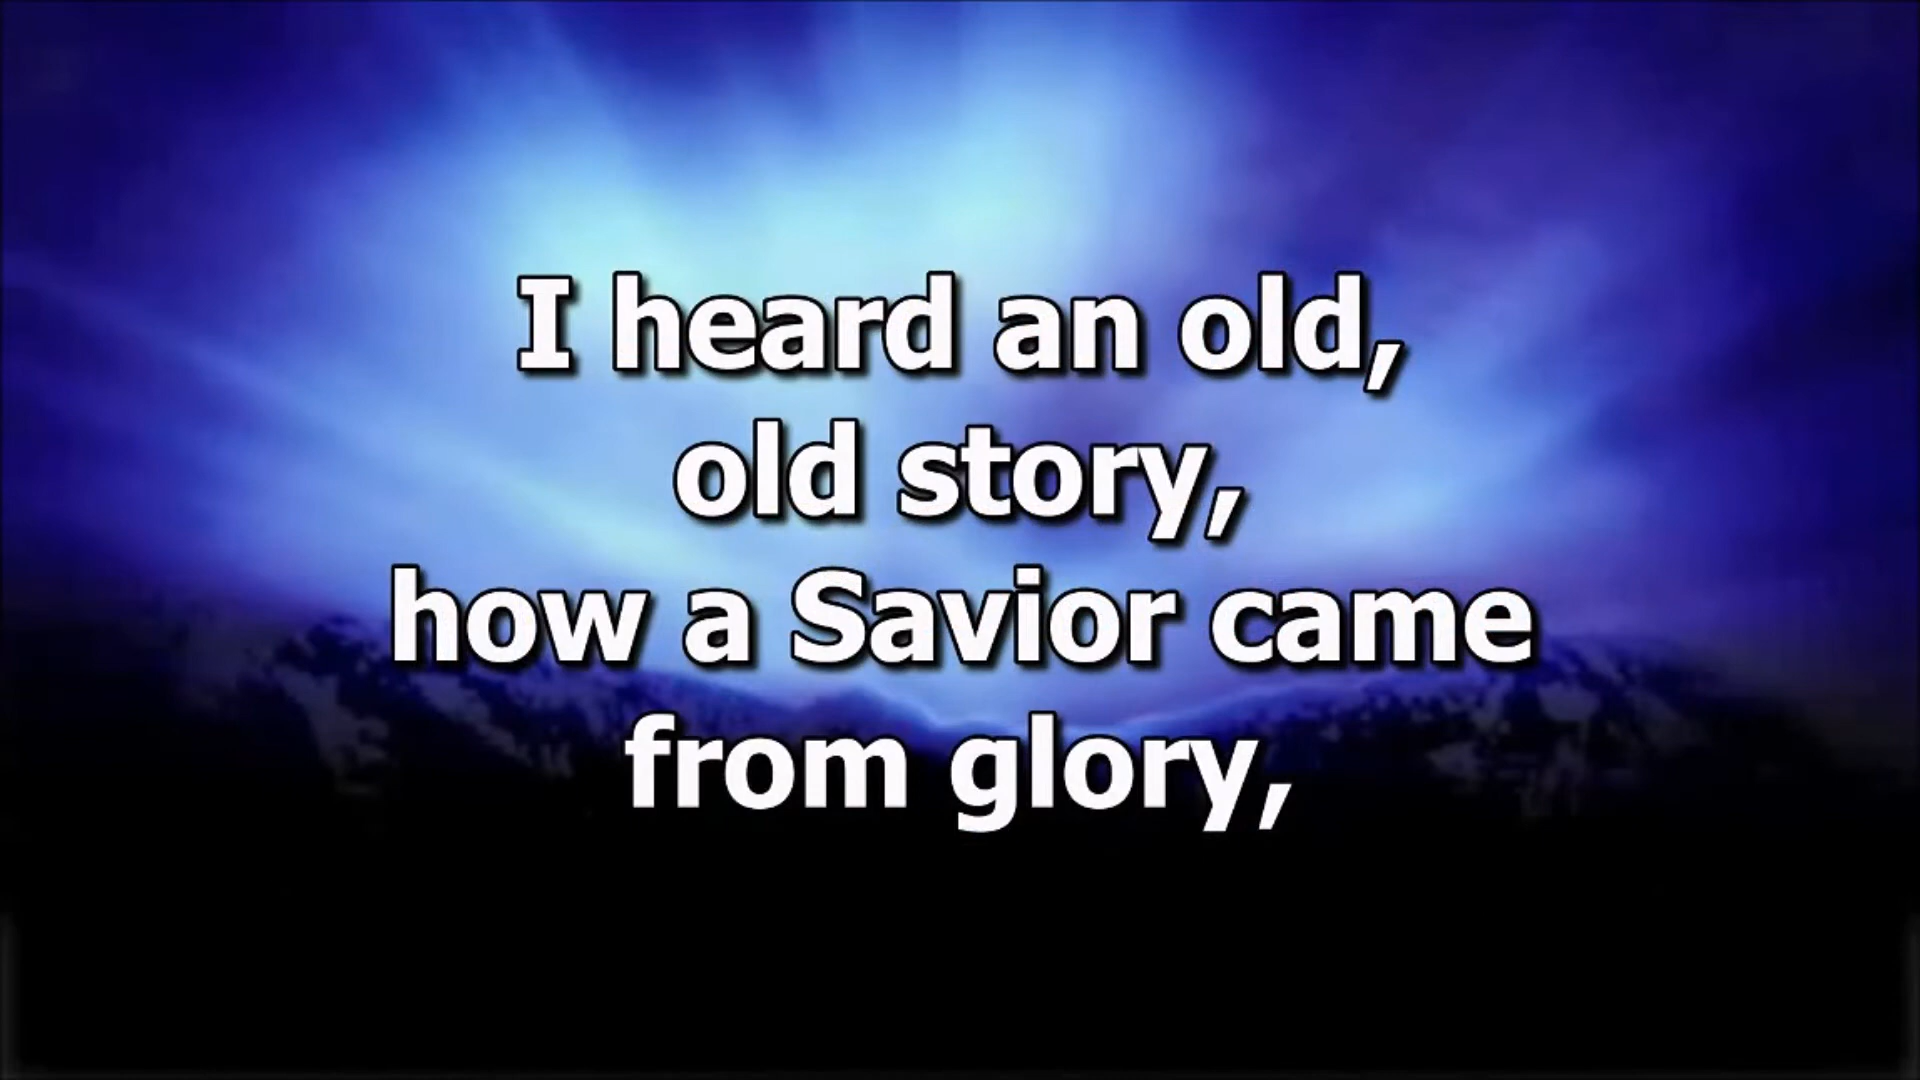 I heard an old,
old story,
how a Savior came
from glory,